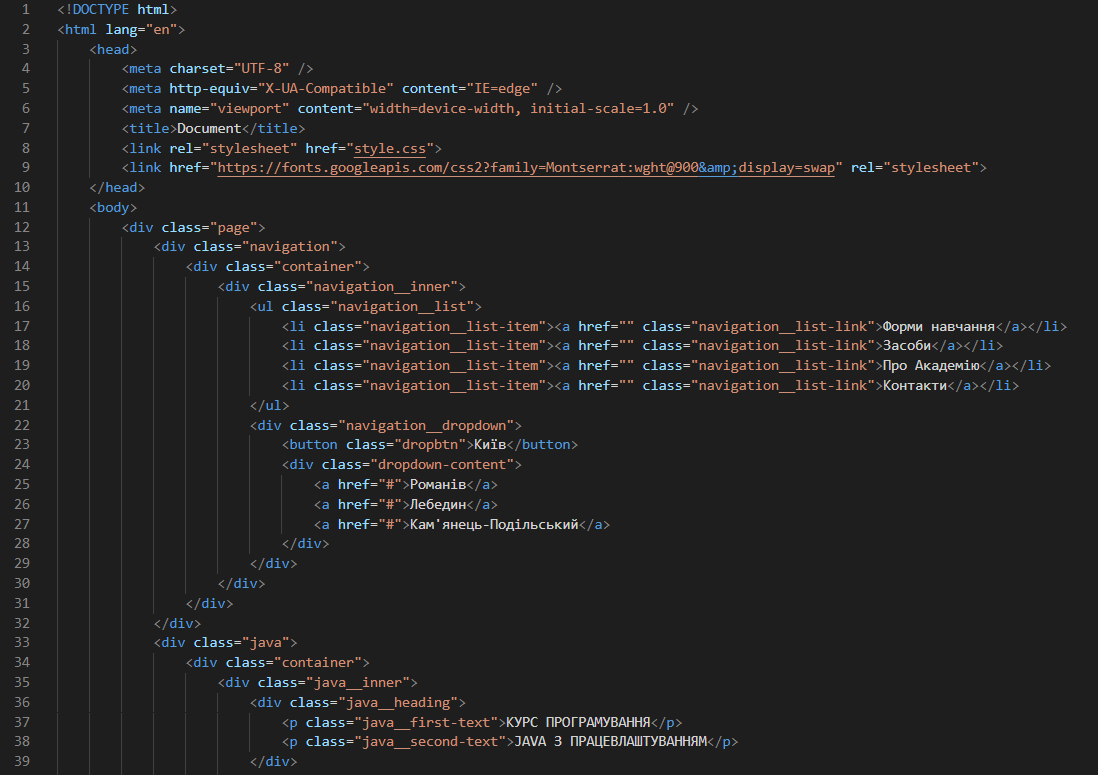 1 <!DOCTYPE html>
2 <html lang="en">
3 <head>
4 <meta charset="UTF-8" />
5 <meta http-equiv="X-UA-Compatible" content="IE=edge" />
6 <meta name="viewport" content="width=device-width, initial-scale=1.0" />
7 <title>Document</title>
8 <link rel="stylesheet" href="style.css">
9 <link href="https://fonts.googleapis.com/css2?family=Montserrat:wght@900&amp;display=swap" rel="stylesheet">
10 </head>
11 <body>
12 <div class="page">
13 <div class="navigation">
14 <div class="container">
15 <div class="navigation__inner">
16 <ul class="navigation__list">
17 <li class="navigation__list-item"><a href="" class="navigation__list-link">Форми навчання</a></li>
18 <li class="navigation__list-item"><a href="" class="navigation__list-link">Засоби</a></li>
19 <li class="navigation__list-item"><a href="" class="navigation__list-link">Про Академію</a></li>
20 <li class="navigation__list-item"><a href="" class="navigation__list-link">Контакти</a></li>
21 </ul>
22 <div class="navigation__dropdown">
23 <button class="dropbtn">Київ</button>
24 <div class="dropdown-content">
25 <a href="#">Романів</a>
26 <a href="#">Лебедин</a>
27 <a href="#">Кам'янець-Подільський</a>
28 </div>
29 </div>
30 </div>
31 </div>
32 </div>
33 <div class="java">
34 <div class="container">
35 <div class="java__inner">
36 <div class="java__heading">
37 <p class="java__first-text">КУРС ПРОГРАМУВАННЯ</p>
38 <p class="java__second-text">JAVA З ПРАЦЕВЛАШТУВАННЯМ</p>
39 </div>